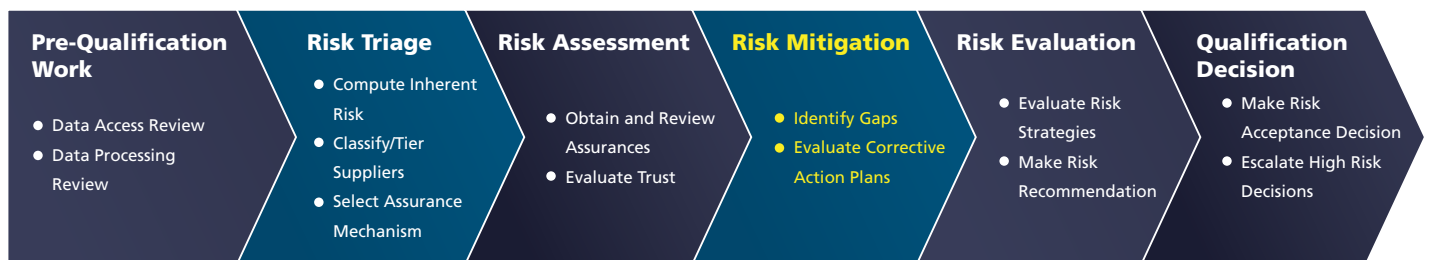 Pre-Qualification
Work
● Data Access Review
● Data Processing
Review
Risk Triage
● Compute Inherent
Risk
● Classify/Tier
Suppliers
● Select Assurance
Mechanism
Risk Assessment
● Obtain and Review
Assurances
● Evaluate Trust
Risk Mitigation
● Identify Gaps
● Evaluate Corrective
Action Plans
Risk Evaluation
● Evaluate Risk
Strategies
● Make Risk
Recommendation
Qualification
Decision
● Make Risk
Acceptance Decision
● Escalate High Risk
Decisions